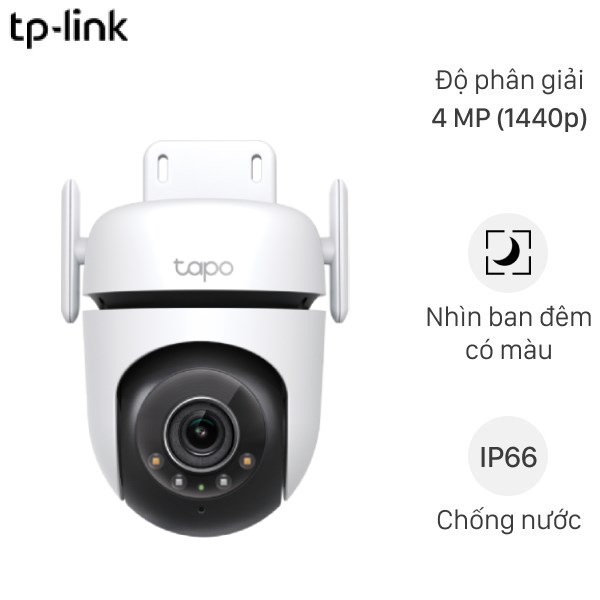 tp-link
Độ phân giải
4 MP (1440p)
tapo
Nhìn ban đêm
có màu
IP66
Chống nước